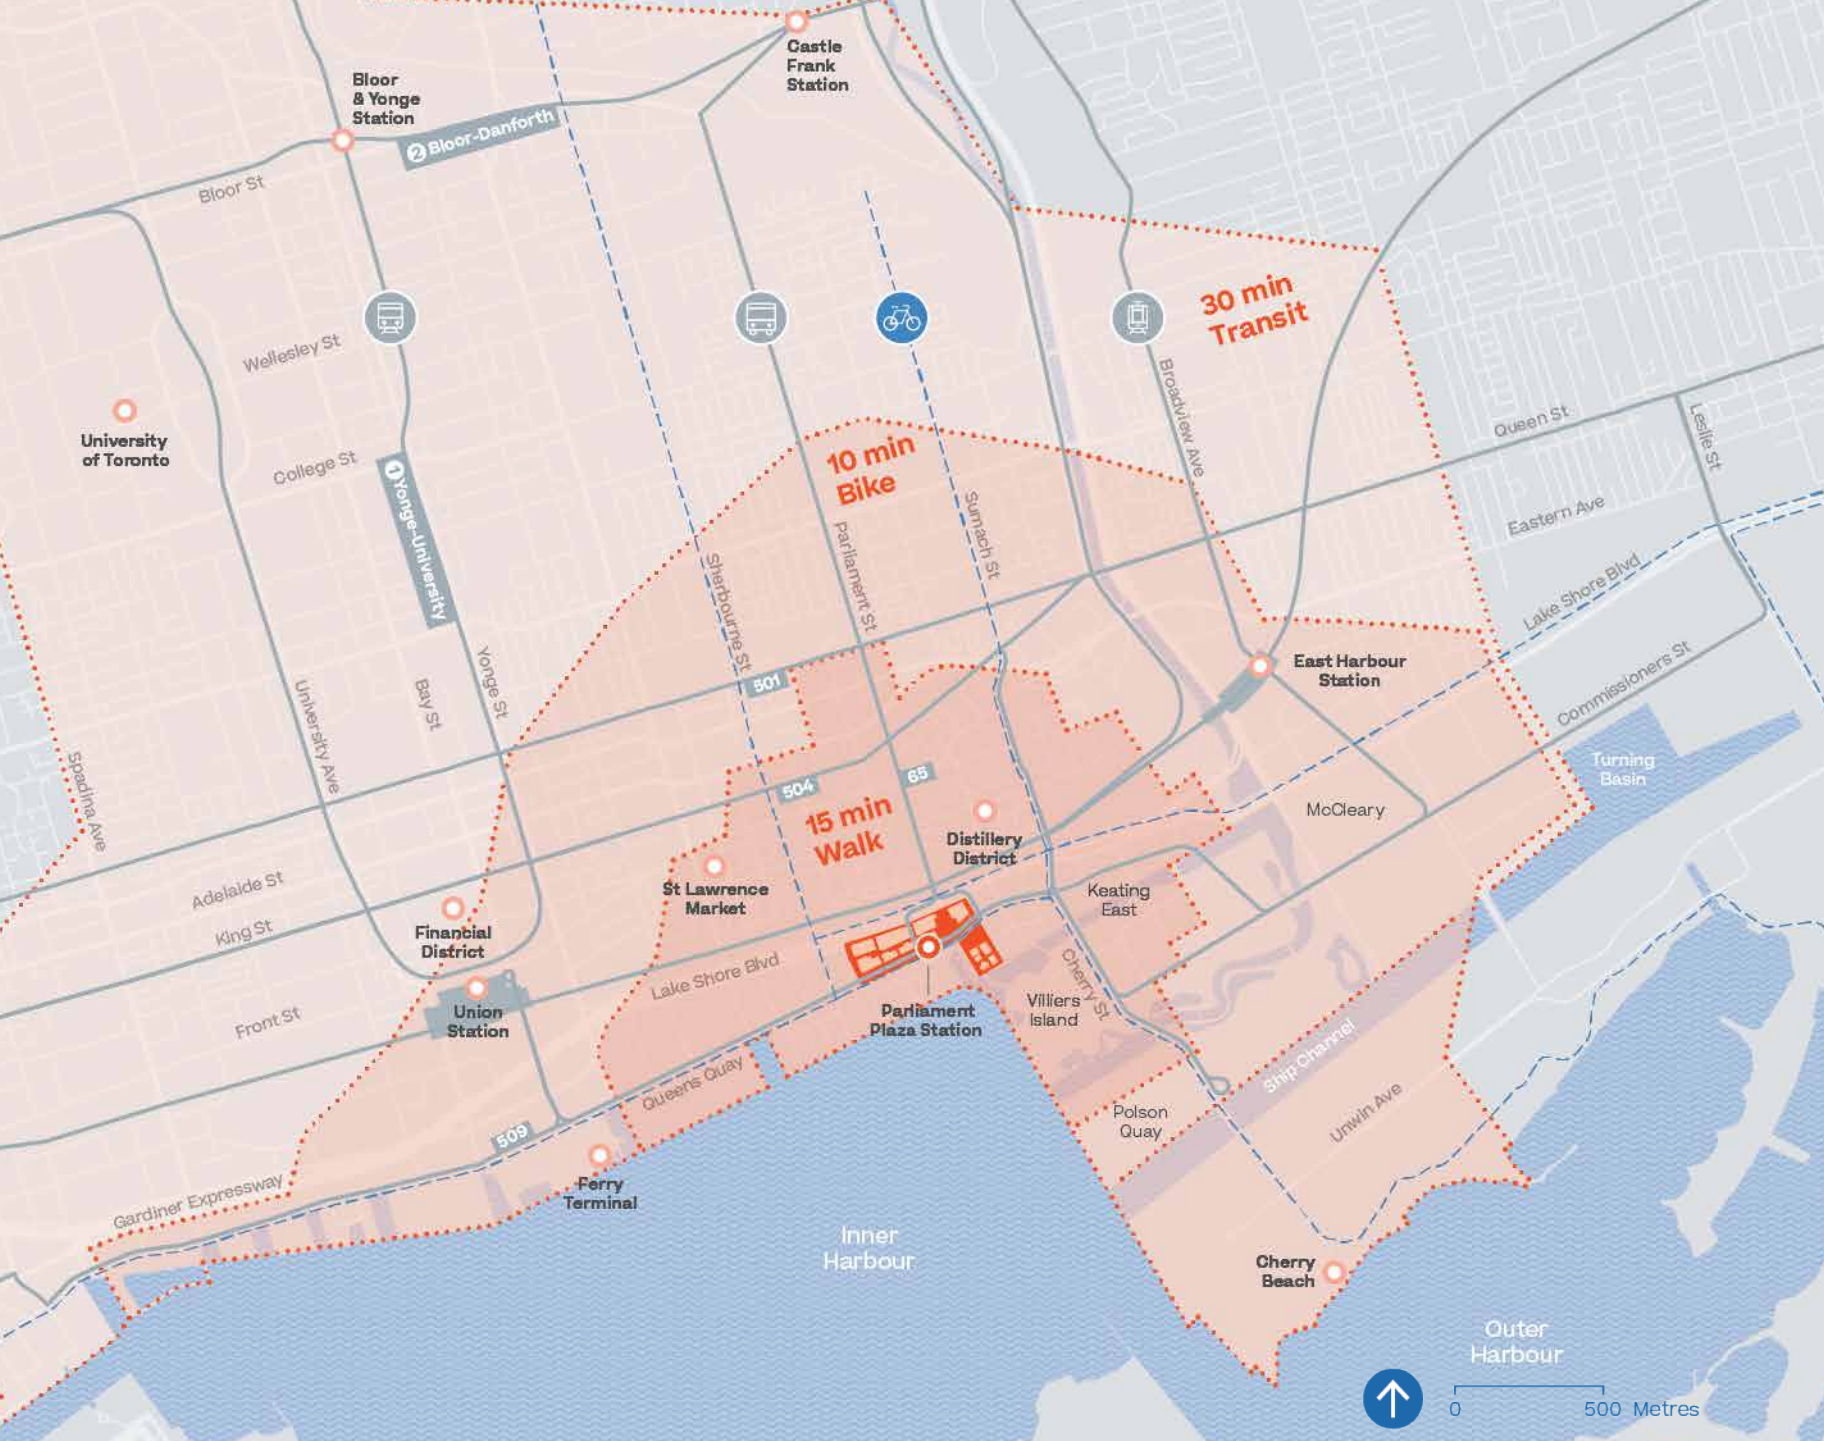 Castle
Frank
Station
Bloor
& Yonge
Station
2 Bloor-Danforth
Bloor St
30 min
Transit
Wellesley St
Broadview Ave
University
of Toronto
College St
1 Yonge-University
10 min
Bike
Queen St
Leslie St
Eastern Ave
Sumach St
Parliament St
Sherbourne St
Lake Shore Blvd
Commissioners St
East Harbour
Station
501
Yonge St
Bay St
University Ave
Spadina Ave
504
65
Turning
Basin
15 min
Walk
McCleary
Distillery
District
St Lawrence
Market
Keating
East
Adelaide St
King St
Financial
District
Lake Shore Blvd
Cherry St
Union
Station
Front St
Parliament
Plaza Station
Villiers
Island
Ship Channel
Queens Quay
Polson
Quay
Unwin Ave
509
Gardiner Expressway
Ferry
Terminal
Inner
Harbour
Cherry
Beach
Outer
Harbour
0 500 Metres